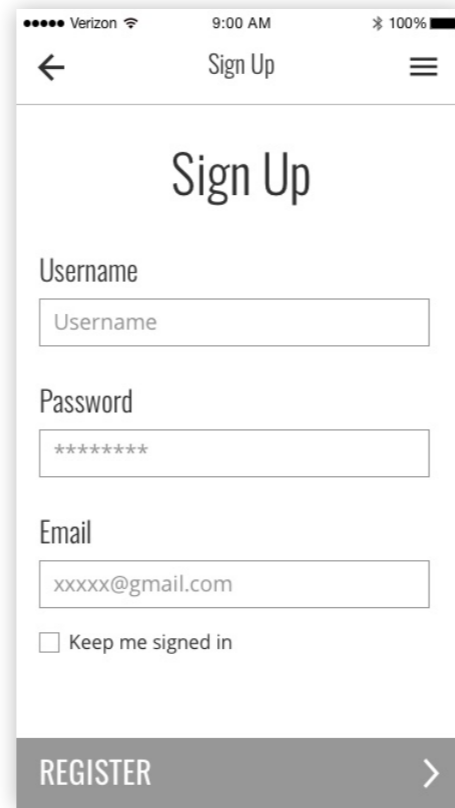 Verizon 9:00 AM 100%
Sign Up
Sign Up
Username
Username
Password
********
Email
xxxxx@gmail.com
Keep me signed in
REGISTER